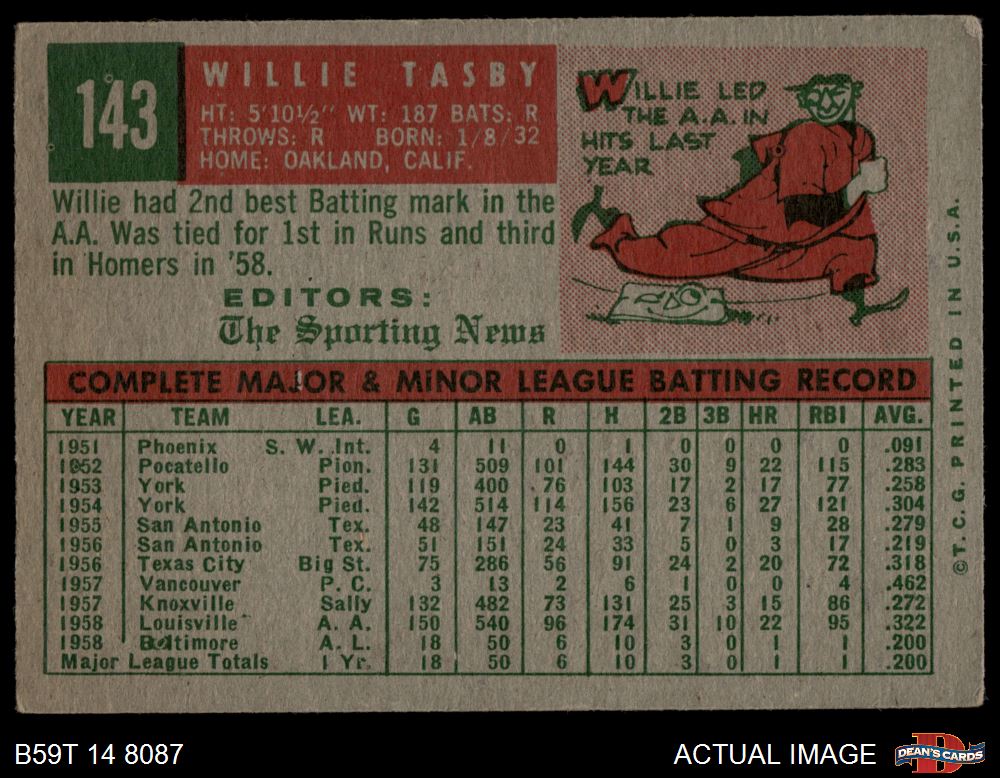 143
WILLIE TASBY
HT: 5'10½" WT: 187 BATS: R
THROWS: R BORN: 1/8/32
HOME: OAKLAND, CALIF.
WILLIE LED
THE A.A. IN
HITS LAST
YEAR
Willie had 2nd best Batting mark in the
A.A. Was tied for 1st in Runs and third
in Homers in '58.
EDITORS:
The Sporting News
COMPLETE MAJOR & MINOR LEAGUE BATTING RECORD
YEAR TEAM LEA. G AB R H 2B 3B HR RBI AVG.
1951 Phoenix S. W. Int. 4 11 0 1 0 0 0 0 .091
1952 Pocatello Pion. 131 509 101 144 30 9 22 115 .283
1953 York Pied. 119 400 76 103 17 2 17 77 .258
1954 York Pied. 142 514 114 156 23 6 27 121 .304
1955 San Antonio Tex. 48 147 23 41 7 1 9 28 .279
1956 San Antonio Tex. 51 151 24 33 5 0 3 17 .219
1956 Texas City Big St. 75 286 56 91 24 2 20 72 .318
1957 Vancouver P. C. 3 13 2 6 1 0 0 4 .462
1957 Knoxville Sally 132 482 73 131 25 3 15 86 .272
1958 Louisville A. A. 150 540 96 174 31 10 22 95 .322
1958 Baltimore A. L. 18 50 6 10 3 0 1 1 .200
Major League Totals 1 Yr. 18 50 6 10 3 0 1 1 .200
© T. C. G. PRINTED IN U.S.A.
B59T 14 8087
ACTUAL IMAGE
DEAN'S CARDS